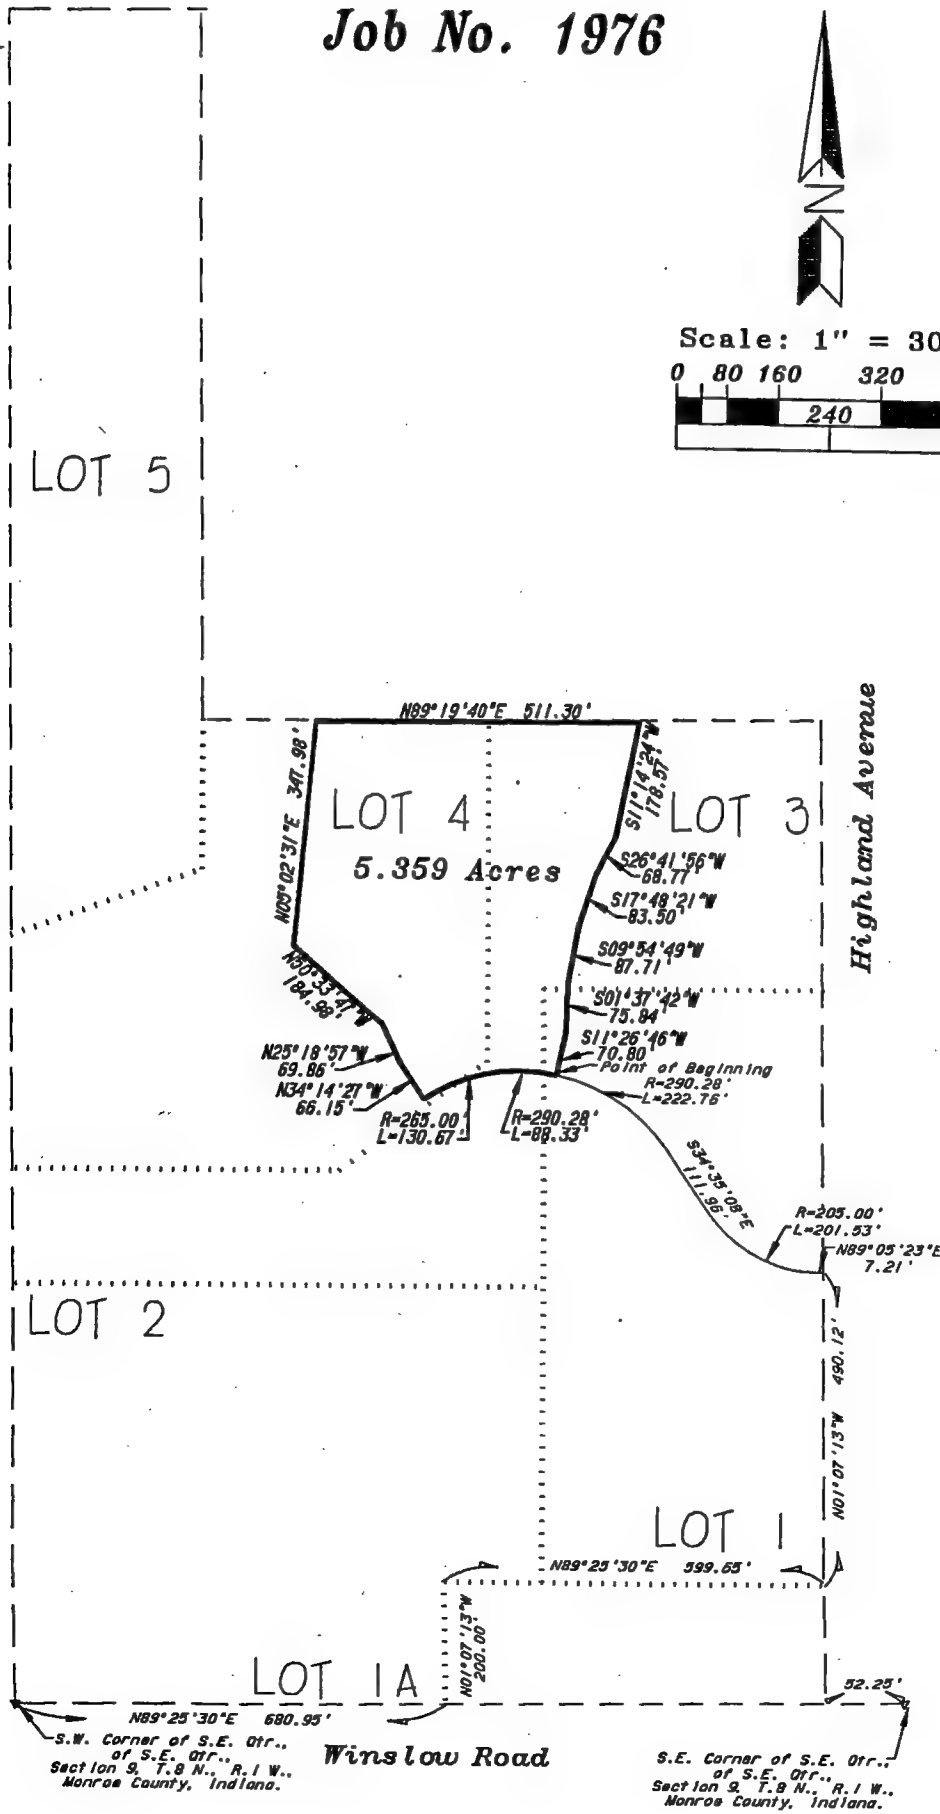 Job No. 1976
Scale: 1" = 30
0 80 160 320
240
LOT 5
N89°19'40"E 511.30'
N05°02'31"E 347.98'
LOT 4
5.359 Acres
S11°14'24"W
178.57'
LOT 3
Highland Avenue
S26°41'56"W
68.77'
S17°48'21"W
83.50'
S09°54'49"W
87.71'
S01°37'42"W
75.84'
S11°26'46"W
70.80'
Point of Beginning
N50°33'47"W
184.98'
N25°18'57"W
69.86'
N34°14'27"W
66.15'
R=265.00'
L=130.67'
R=290.28'
L=88.33'
R=290.28'
L=222.76'
S34°35'08"E
111.96'
R=205.00'
L=201.53'
N89°05'23"E
7.21'
LOT 2
N01°07'13"W 490.12'
LOT 1
N89°25'30"E 599.65'
N01°07'13"W
200.00'
LOT 1A
52.25'
N89°25'30"E 680.95'
S.W. Corner of S.E. Qtr.,
of S.E. Qtr.,
Section 9, T.8 N., R.1 W.,
Monroe County, Indiana.
Winslow Road
S.E. Corner of S.E. Qtr.,
of S.E. Qtr.,
Section 9, T.8 N., R.1 W.,
Monroe County, Indiana.
N